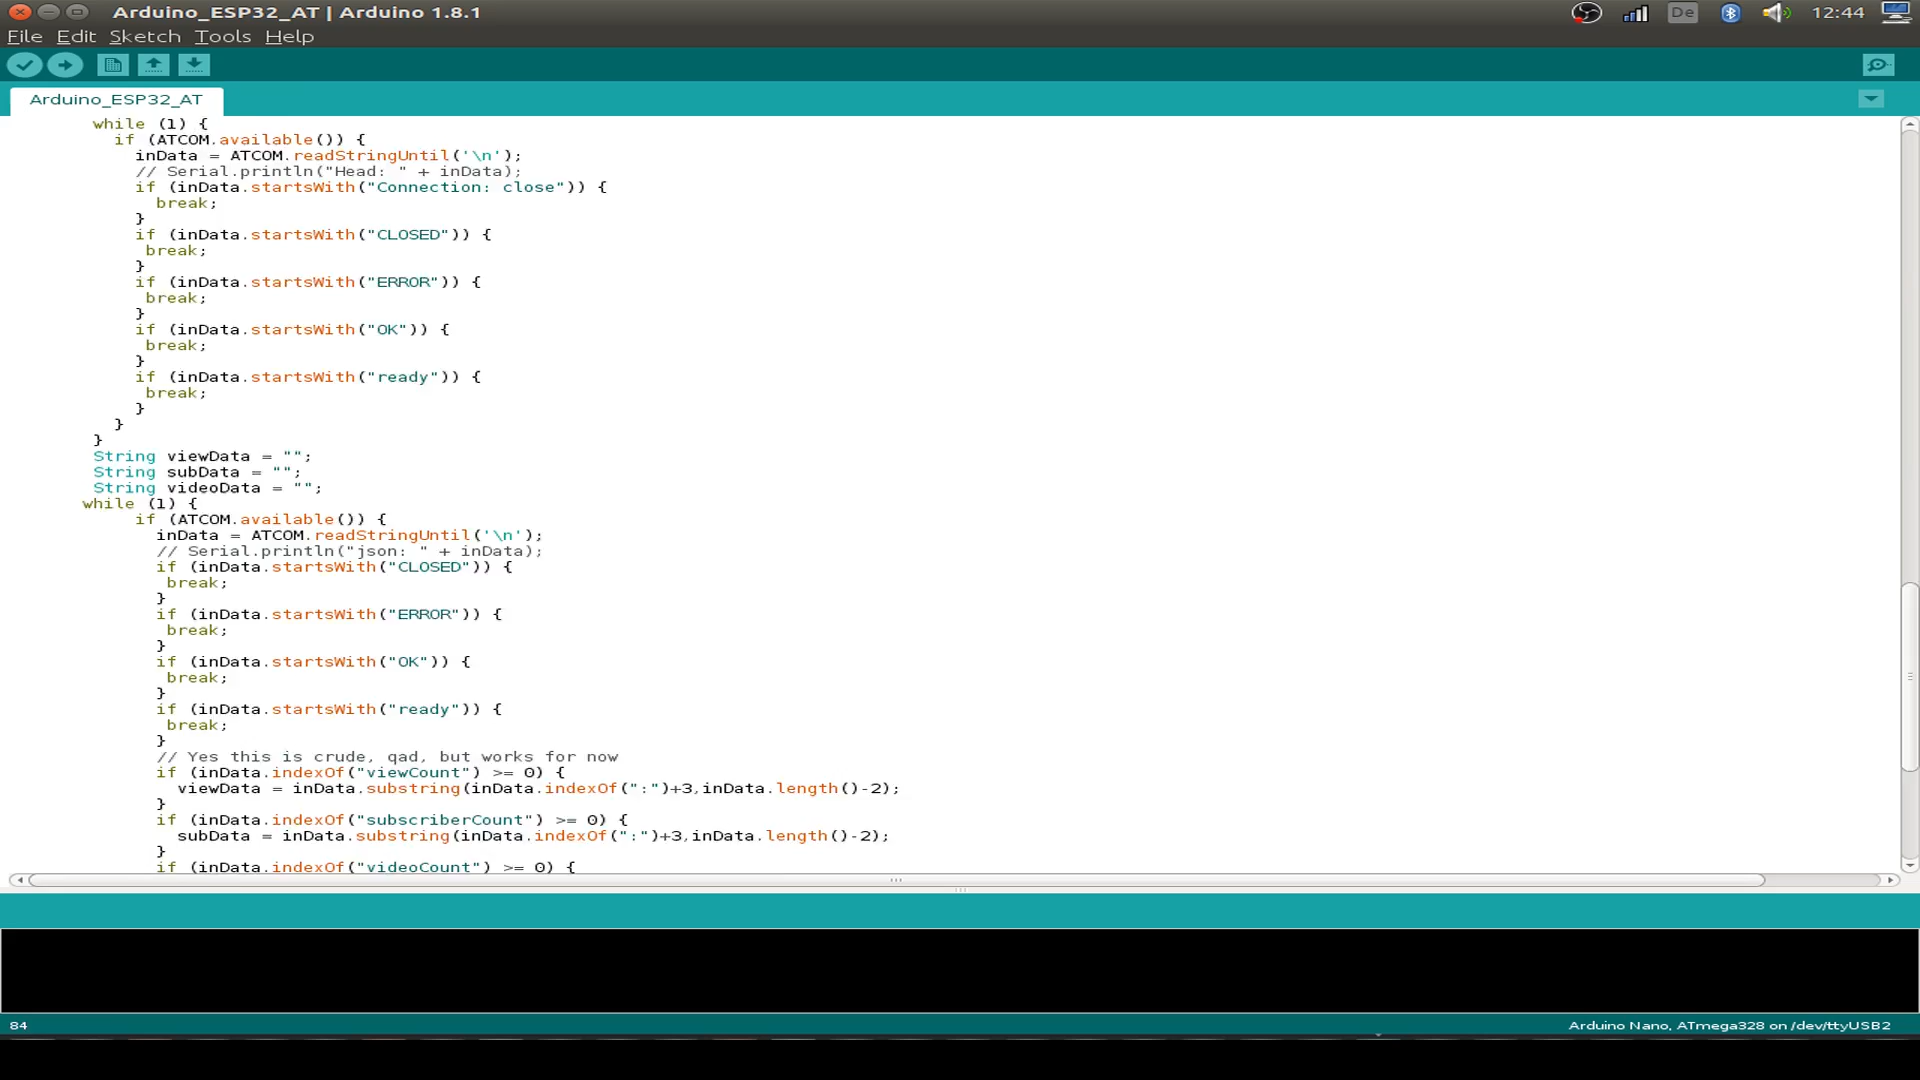 Arduino_ESP32_AT | Arduino 1.8.1
De
12:44
File Edit Sketch Tools Help
Arduino_ESP32_AT
while (1) {
if (ATCOM.available()) {
inData = ATCOM.readStringUntil('\n');
// Serial.println("Head: " + inData);
if (inData.startsWith("Connection: close")) {
break;
}
if (inData.startsWith("CLOSED")) {
break;
}
if (inData.startsWith("ERROR")) {
break;
}
if (inData.startsWith("OK")) {
break;
}
if (inData.startsWith("ready")) {
break;
}
}
}
String viewData = "";
String subData = "";
String videoData = "";
while (1) {
if (ATCOM.available()) {
inData = ATCOM.readStringUntil('\n');
// Serial.println("json: " + inData);
if (inData.startsWith("CLOSED")) {
break;
}
if (inData.startsWith("ERROR")) {
break;
}
if (inData.startsWith("OK")) {
break;
}
if (inData.startsWith("ready")) {
break;
}
// Yes this is crude, qad, but works for now
if (inData.indexOf("viewCount") >= 0) {
viewData = inData.substring(inData.indexOf(":")+3,inData.length()-2);
}
if (inData.indexOf("subscriberCount") >= 0) {
subData = inData.substring(inData.indexOf(":")+3,inData.length()-2);
}
if (inData.indexOf("videoCount") >= 0) {
84
Arduino Nano, ATmega328 on /dev/ttyUSB2